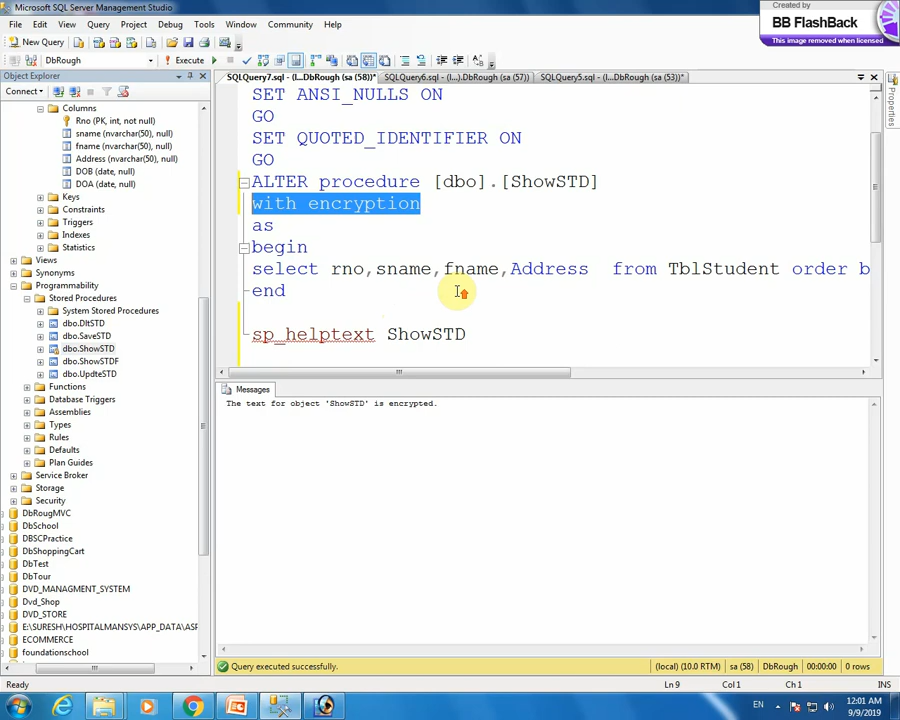 Microsoft SQL Server Management Studio
Created by
BB FlashBack
This image removed when licensed
File Edit View Query Project Debug Tools Window Community Help
New Query
DbRough
Execute
Object Explorer
Connect
SQLQuery7.sql - (l...DbRough (sa (58))*
SQLQuery6.sql - (l...).DbRough (sa (57))
SQLQuery5.sql - (l...DbRough (sa (53))*
Properties
Columns
Rno (PK, int, not null)
sname (nvarchar(50), null)
fname (nvarchar(50), null)
Address (nvarchar(50), null)
DOB (date, null)
DOA (date, null)
Keys
Constraints
Triggers
Indexes
Statistics
Views
Synonyms
Programmability
Stored Procedures
System Stored Procedures
dbo.DltSTD
dbo.SaveSTD
dbo.ShowSTD
dbo.ShowSTDF
dbo.UpdteSTD
Functions
Database Triggers
Assemblies
Types
Rules
Defaults
Plan Guides
Service Broker
Storage
Security
DbRougMVC
DbSchool
DBSCPractice
DbShoppingCart
DbTest
DbTour
DVD_MANAGMENT_SYSTEM
Dvd_Shop
DVD_STORE
E:\SURESH\HOSPITALMANSYS\APP_DATA\ASP
ECOMMERCE
foundationschool
SET ANSI_NULLS ON
GO
SET QUOTED_IDENTIFIER ON
GO
ALTER procedure [dbo].[ShowSTD]
with encryption
as
begin
select rno,sname,fname,Address from TblStudent order b
end
sp_helptext ShowSTD
Messages
The text for object 'ShowSTD' is encrypted.
Query executed successfully.
(local) (10.0 RTM) sa (58) DbRough 00:00:00 0 rows
Ready
Ln 9 Col 1 Ch 1 INS
EN
12:01 AM
9/9/2019